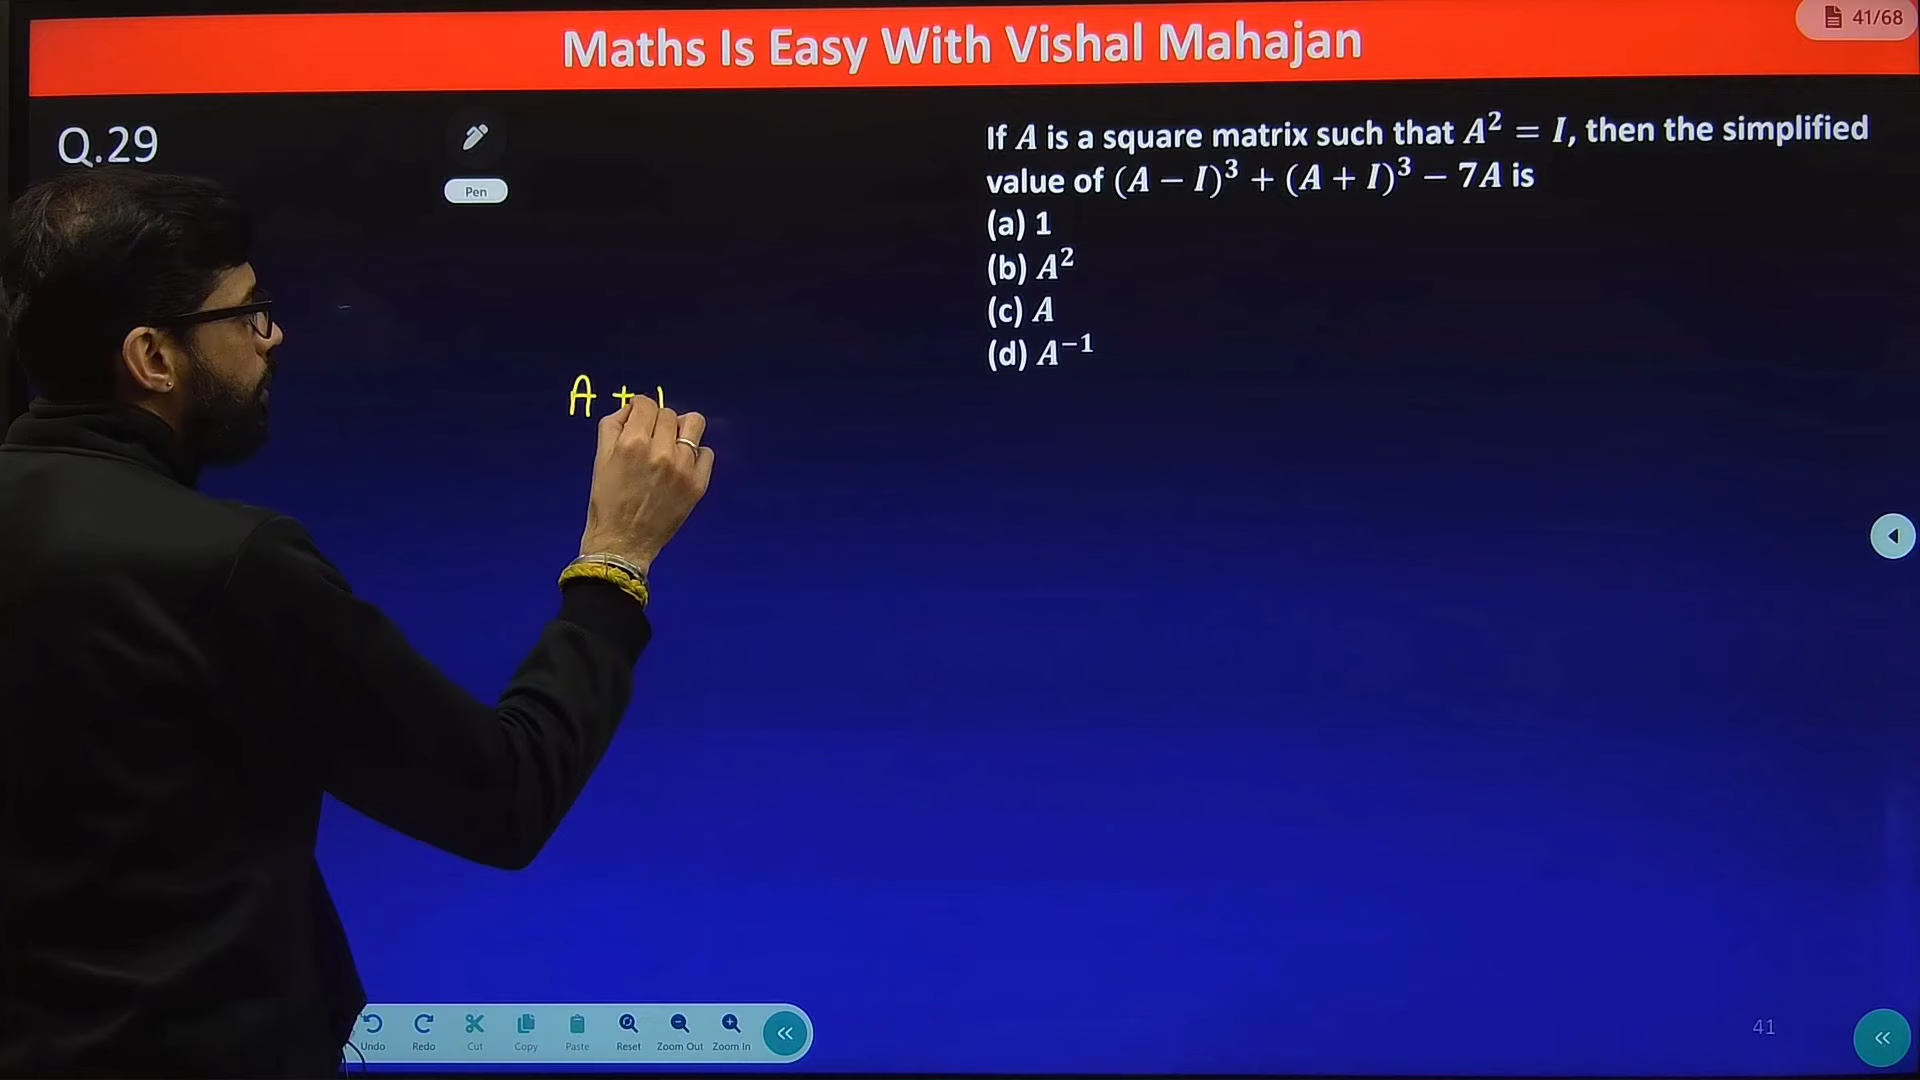 Maths Is Easy With Vishal Mahajan
41/68
Q.29
Pen
If A is a square matrix such that A² = I, then the simplified
value of (A − I)³ + (A + I)³ − 7A is
(a) 1
(b) A²
(c) A
(d) A⁻¹
A +
Undo Redo Cut Copy Paste Reset Zoom Out Zoom In
41